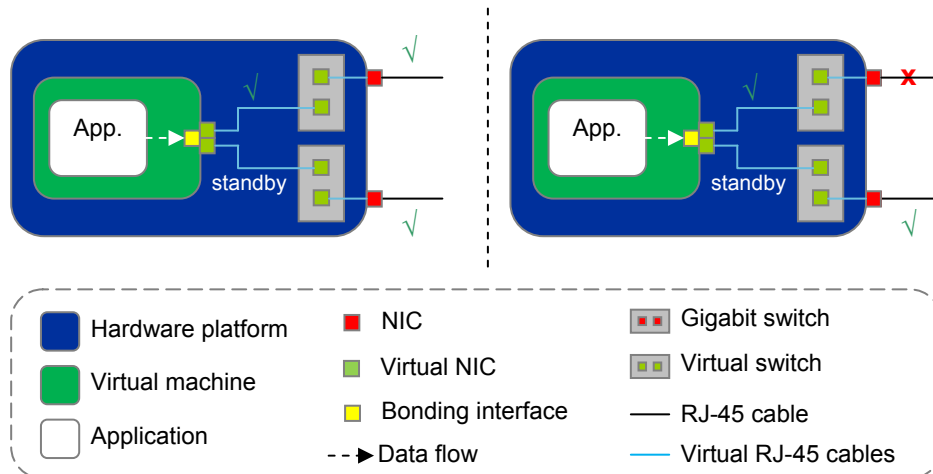 √
√
App.
standby
√
√
X
App.
standby
√
Hardware platform
Virtual machine
Application
NIC
Virtual NIC
Bonding interface
Data flow
Gigabit switch
Virtual switch
RJ-45 cable
Virtual RJ-45 cables